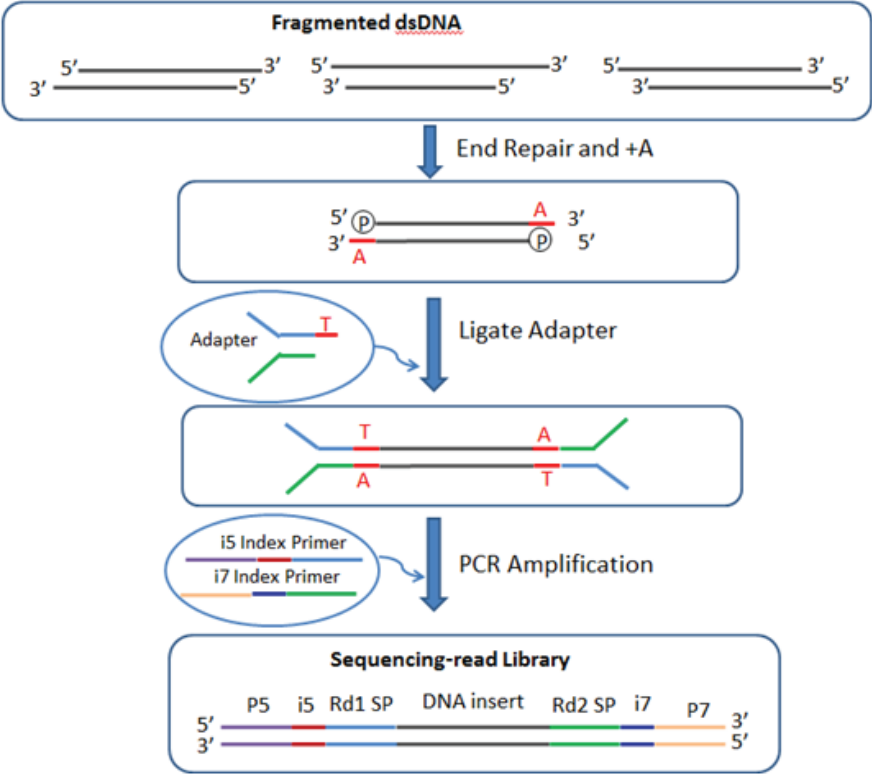 Fragmented dsDNA
5’ 3’ 5’ 3’ 5’ 3’
3’ 5’ 3’ 5’ 3’ 5’
End Repair and +A
A
5’ P 3’
3’ P 5’
A
Adapter T
Ligate Adapter
T A
A T
i5 Index Primer
i7 Index Primer
PCR Amplification
Sequencing-read Library
P5 i5 Rd1 SP DNA insert Rd2 SP i7 P7
5’ 3’
3’ 5’